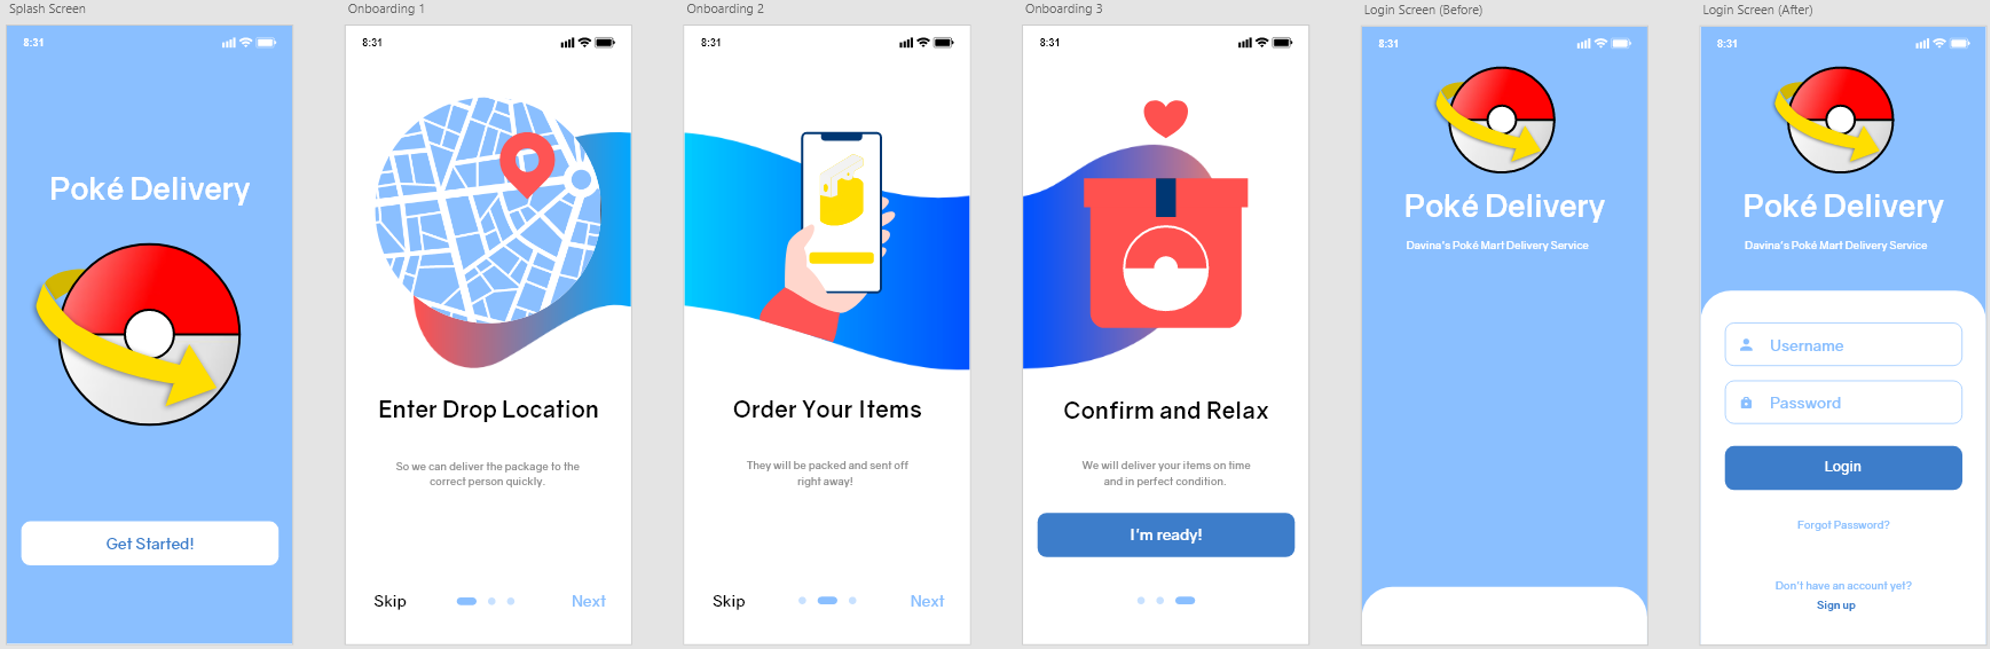 Splash Screen
8:31
Poké Delivery
Get Started!
Onboarding 1
8:31
Enter Drop Location
So we can deliver the package to the
correct person quickly.
Skip
Next
Onboarding 2
8:31
Order Your Items
They will be packed and sent off
right away!
Skip
Next
Onboarding 3
8:31
Confirm and Relax
We will deliver your items on time
and in perfect condition.
I'm ready!
Login Screen (Before)
8:31
Poké Delivery
Davina's Poké Mart Delivery Service
Login Screen (After)
8:31
Poké Delivery
Davina's Poké Mart Delivery Service
Username
Password
Login
Forgot Password?
Don't have an account yet?
Sign up